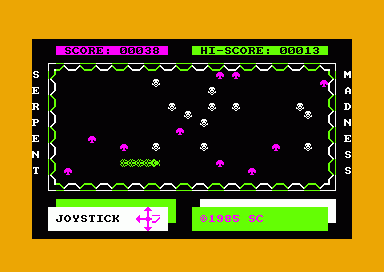 SCORE: 00038
HI-SCORE: 00013
SERPENT
MADNESS
JOYSTICK
©1985 SC